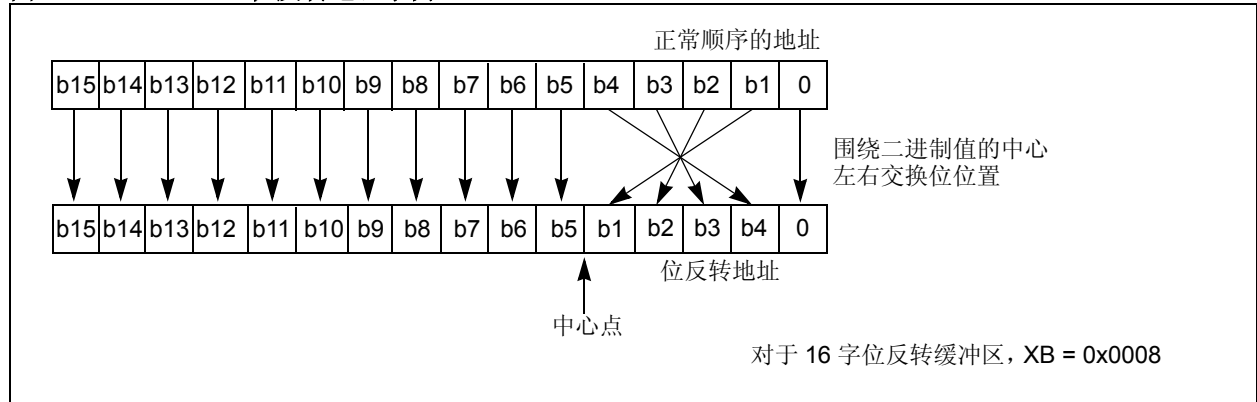 正常顺序的地址
b15 b14 b13 b12 b11 b10 b9 b8 b7 b6 b5 b4 b3 b2 b1 0
围绕二进制值的中心
左右交换位位置
b15 b14 b13 b12 b11 b10 b9 b8 b7 b6 b5 b1 b2 b3 b4 0
位反转地址
中心点
对于 16 字位反转缓冲区，XB = 0x0008